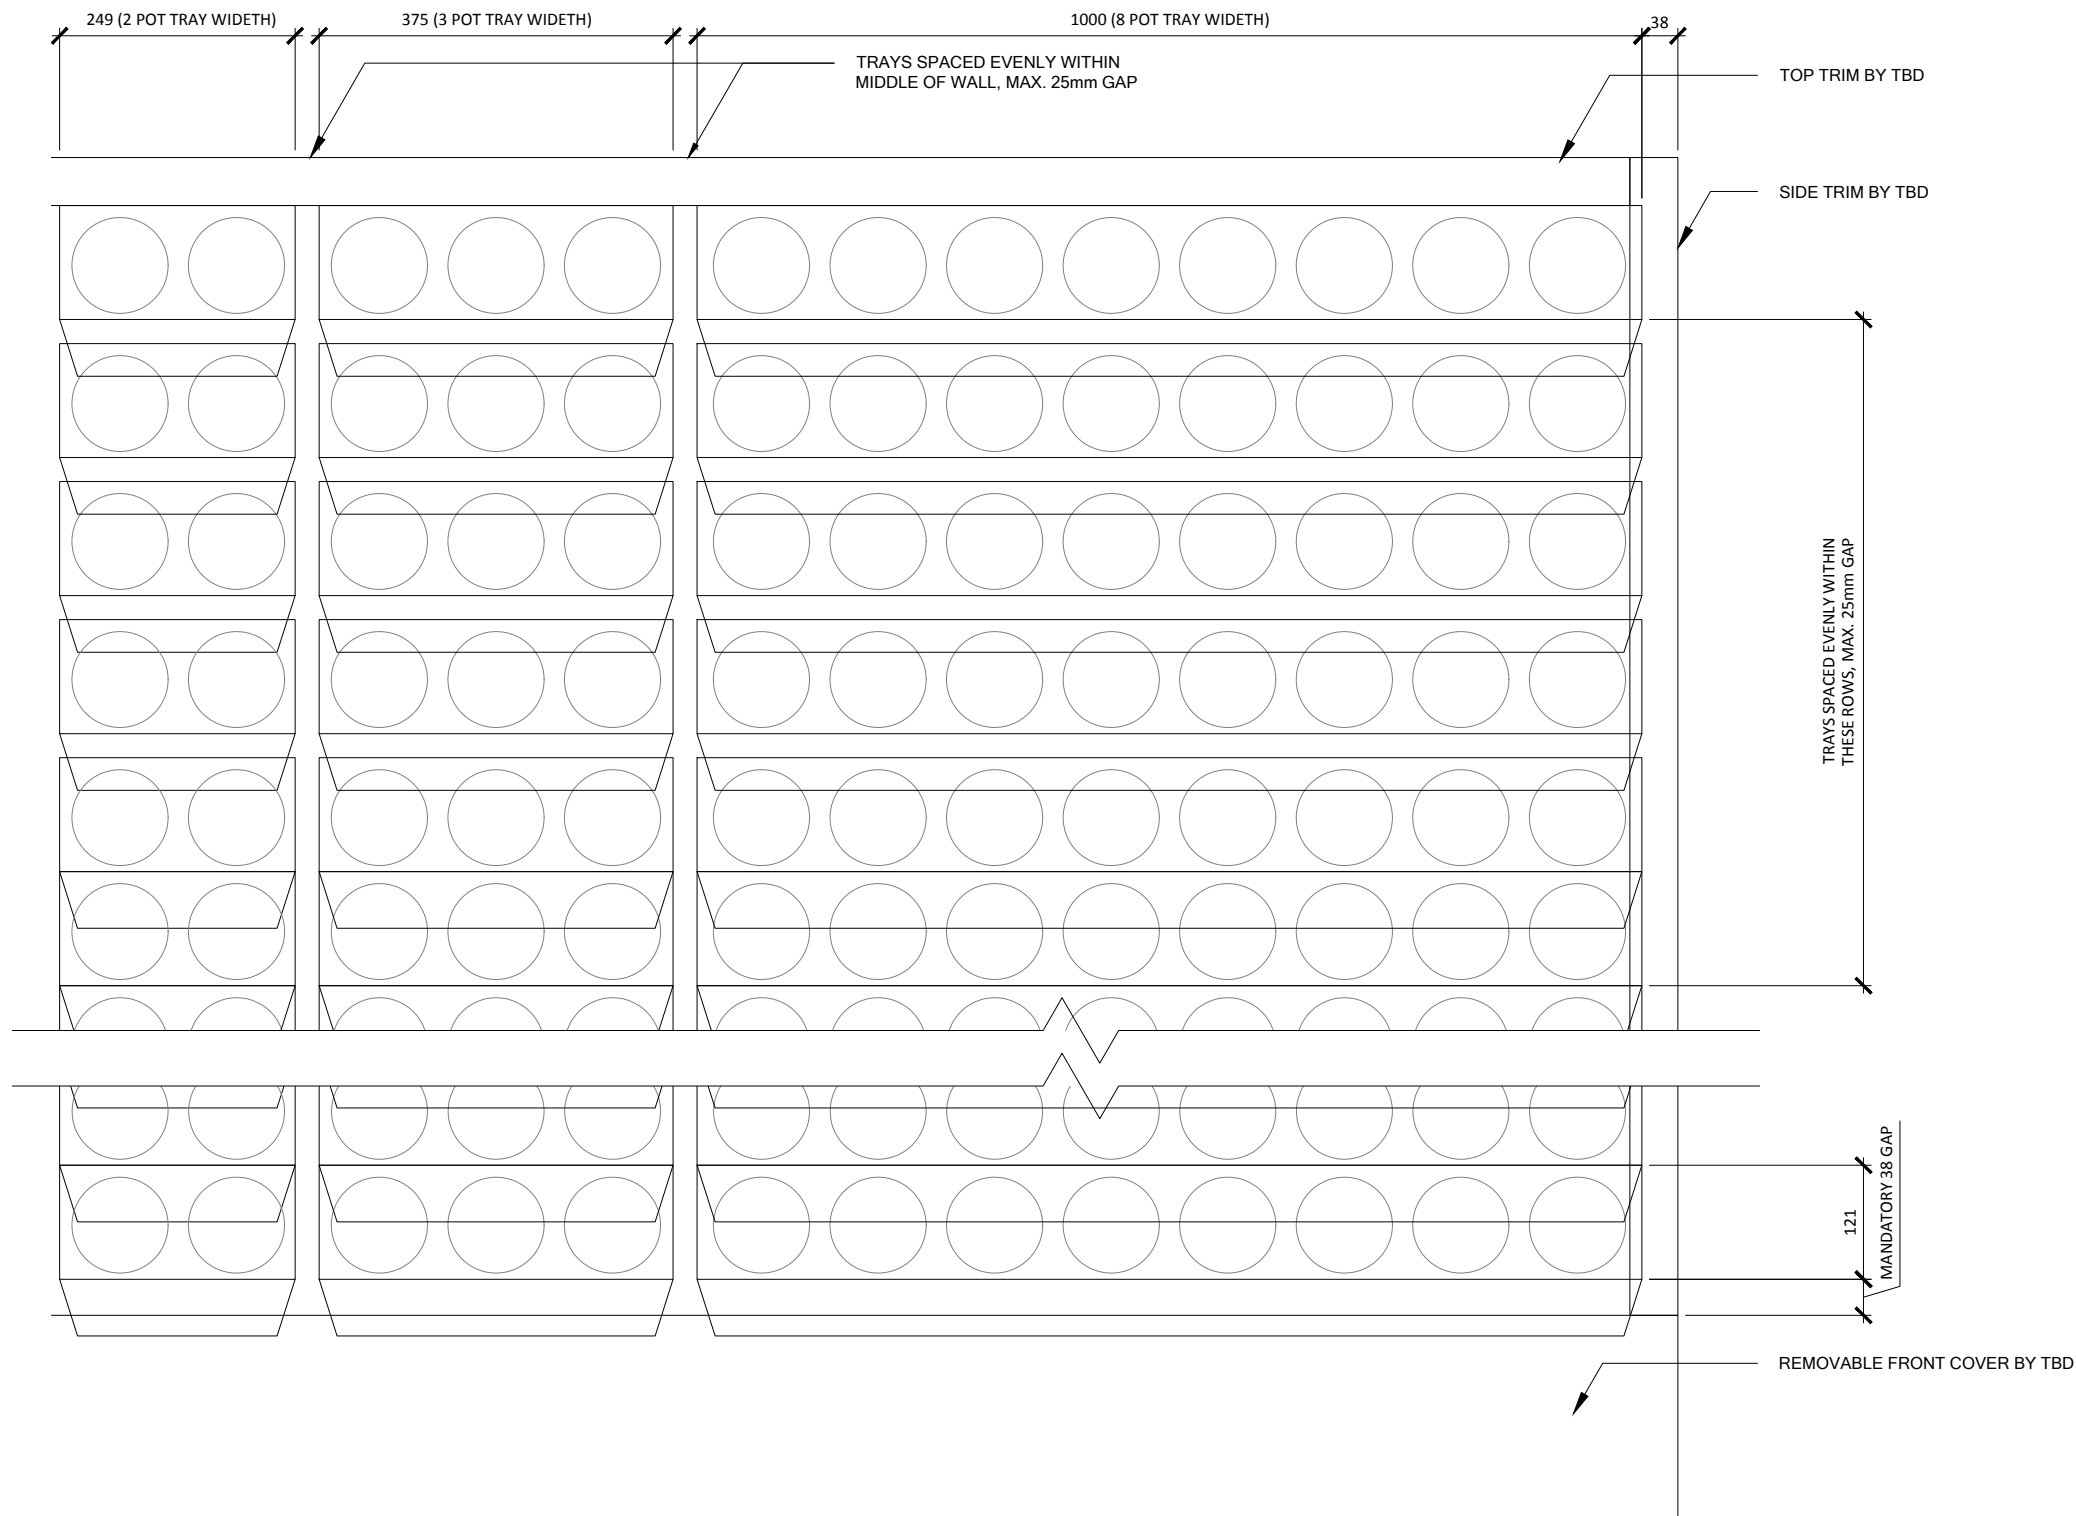 249 (2 POT TRAY WIDETH)
375 (3 POT TRAY WIDETH)
1000 (8 POT TRAY WIDETH)
38
TRAYS SPACED EVENLY WITHIN
MIDDLE OF WALL, MAX. 25mm GAP
TOP TRIM BY TBD
SIDE TRIM BY TBD
TRAYS SPACED EVENLY WITHIN
THESE ROWS, MAX. 25mm GAP
121
MANDATORY 38 GAP
REMOVABLE FRONT COVER BY TBD